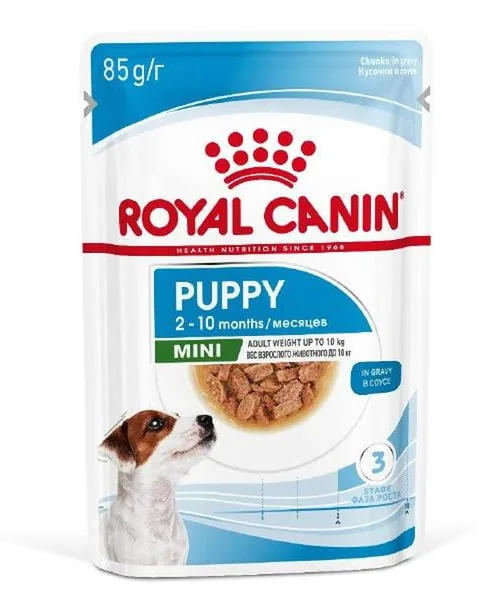 85g/г
Chunks in gravy
Кусочки в соусе
ROYAL CANIN®
HEALTH NUTRITION SINCE 1968
PUPPY
2 - 10 months/месяцев
MINI
ADULT WEIGHT UP TO 10 kg
ВЕС ВЗРОСЛОГО ЖИВОТНОГО ДО 10 кг
IN GRAVY
В СОУСЕ
3
STAGE
ФАЗА РОСТА